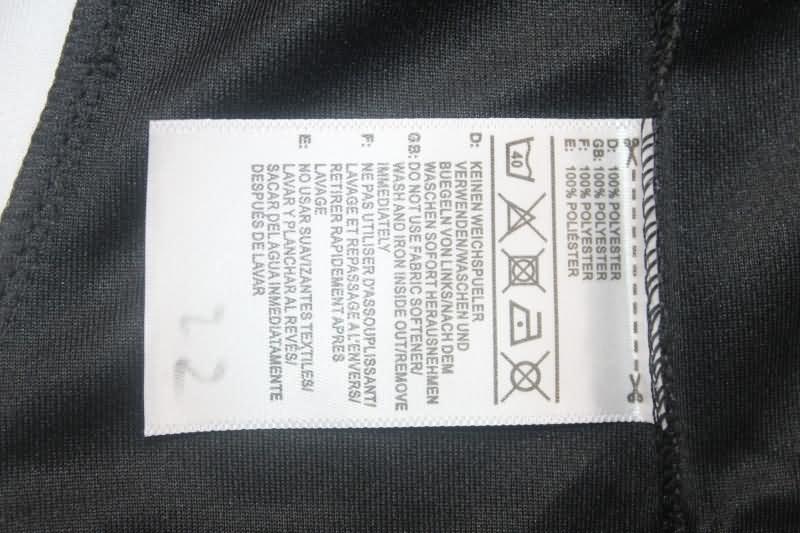 D: 100% POLYESTER
GB: 100% POLYESTER
F: 100% POLYESTER
E: 100% POLIÉSTER
40
D: KEINEN WEICHSPUELER
VERWENDEN/WASCHEN UND
BUEGELN VON LINKS/NACH DEM
WASCHEN SOFORT HERAUSNEHMEN
GB: DO NOT USE FABRIC SOFTENER/
WASH AND IRON INSIDE OUT/REMOVE
IMMEDIATELY
F: NE PAS UTILISER D'ASSOUPLISSANT/
LAVAGE ET REPASSAGE A L'ENVERS/
RETIRER RAPIDEMENT APRES
LAVAGE
E: NO USAR SUAVIZANTES TEXTILES/
LAVAR Y PLANCHAR AL REVÉS/
SACAR DEL AGUA INMEDIATAMENTE
DESPUÉS DE LAVAR